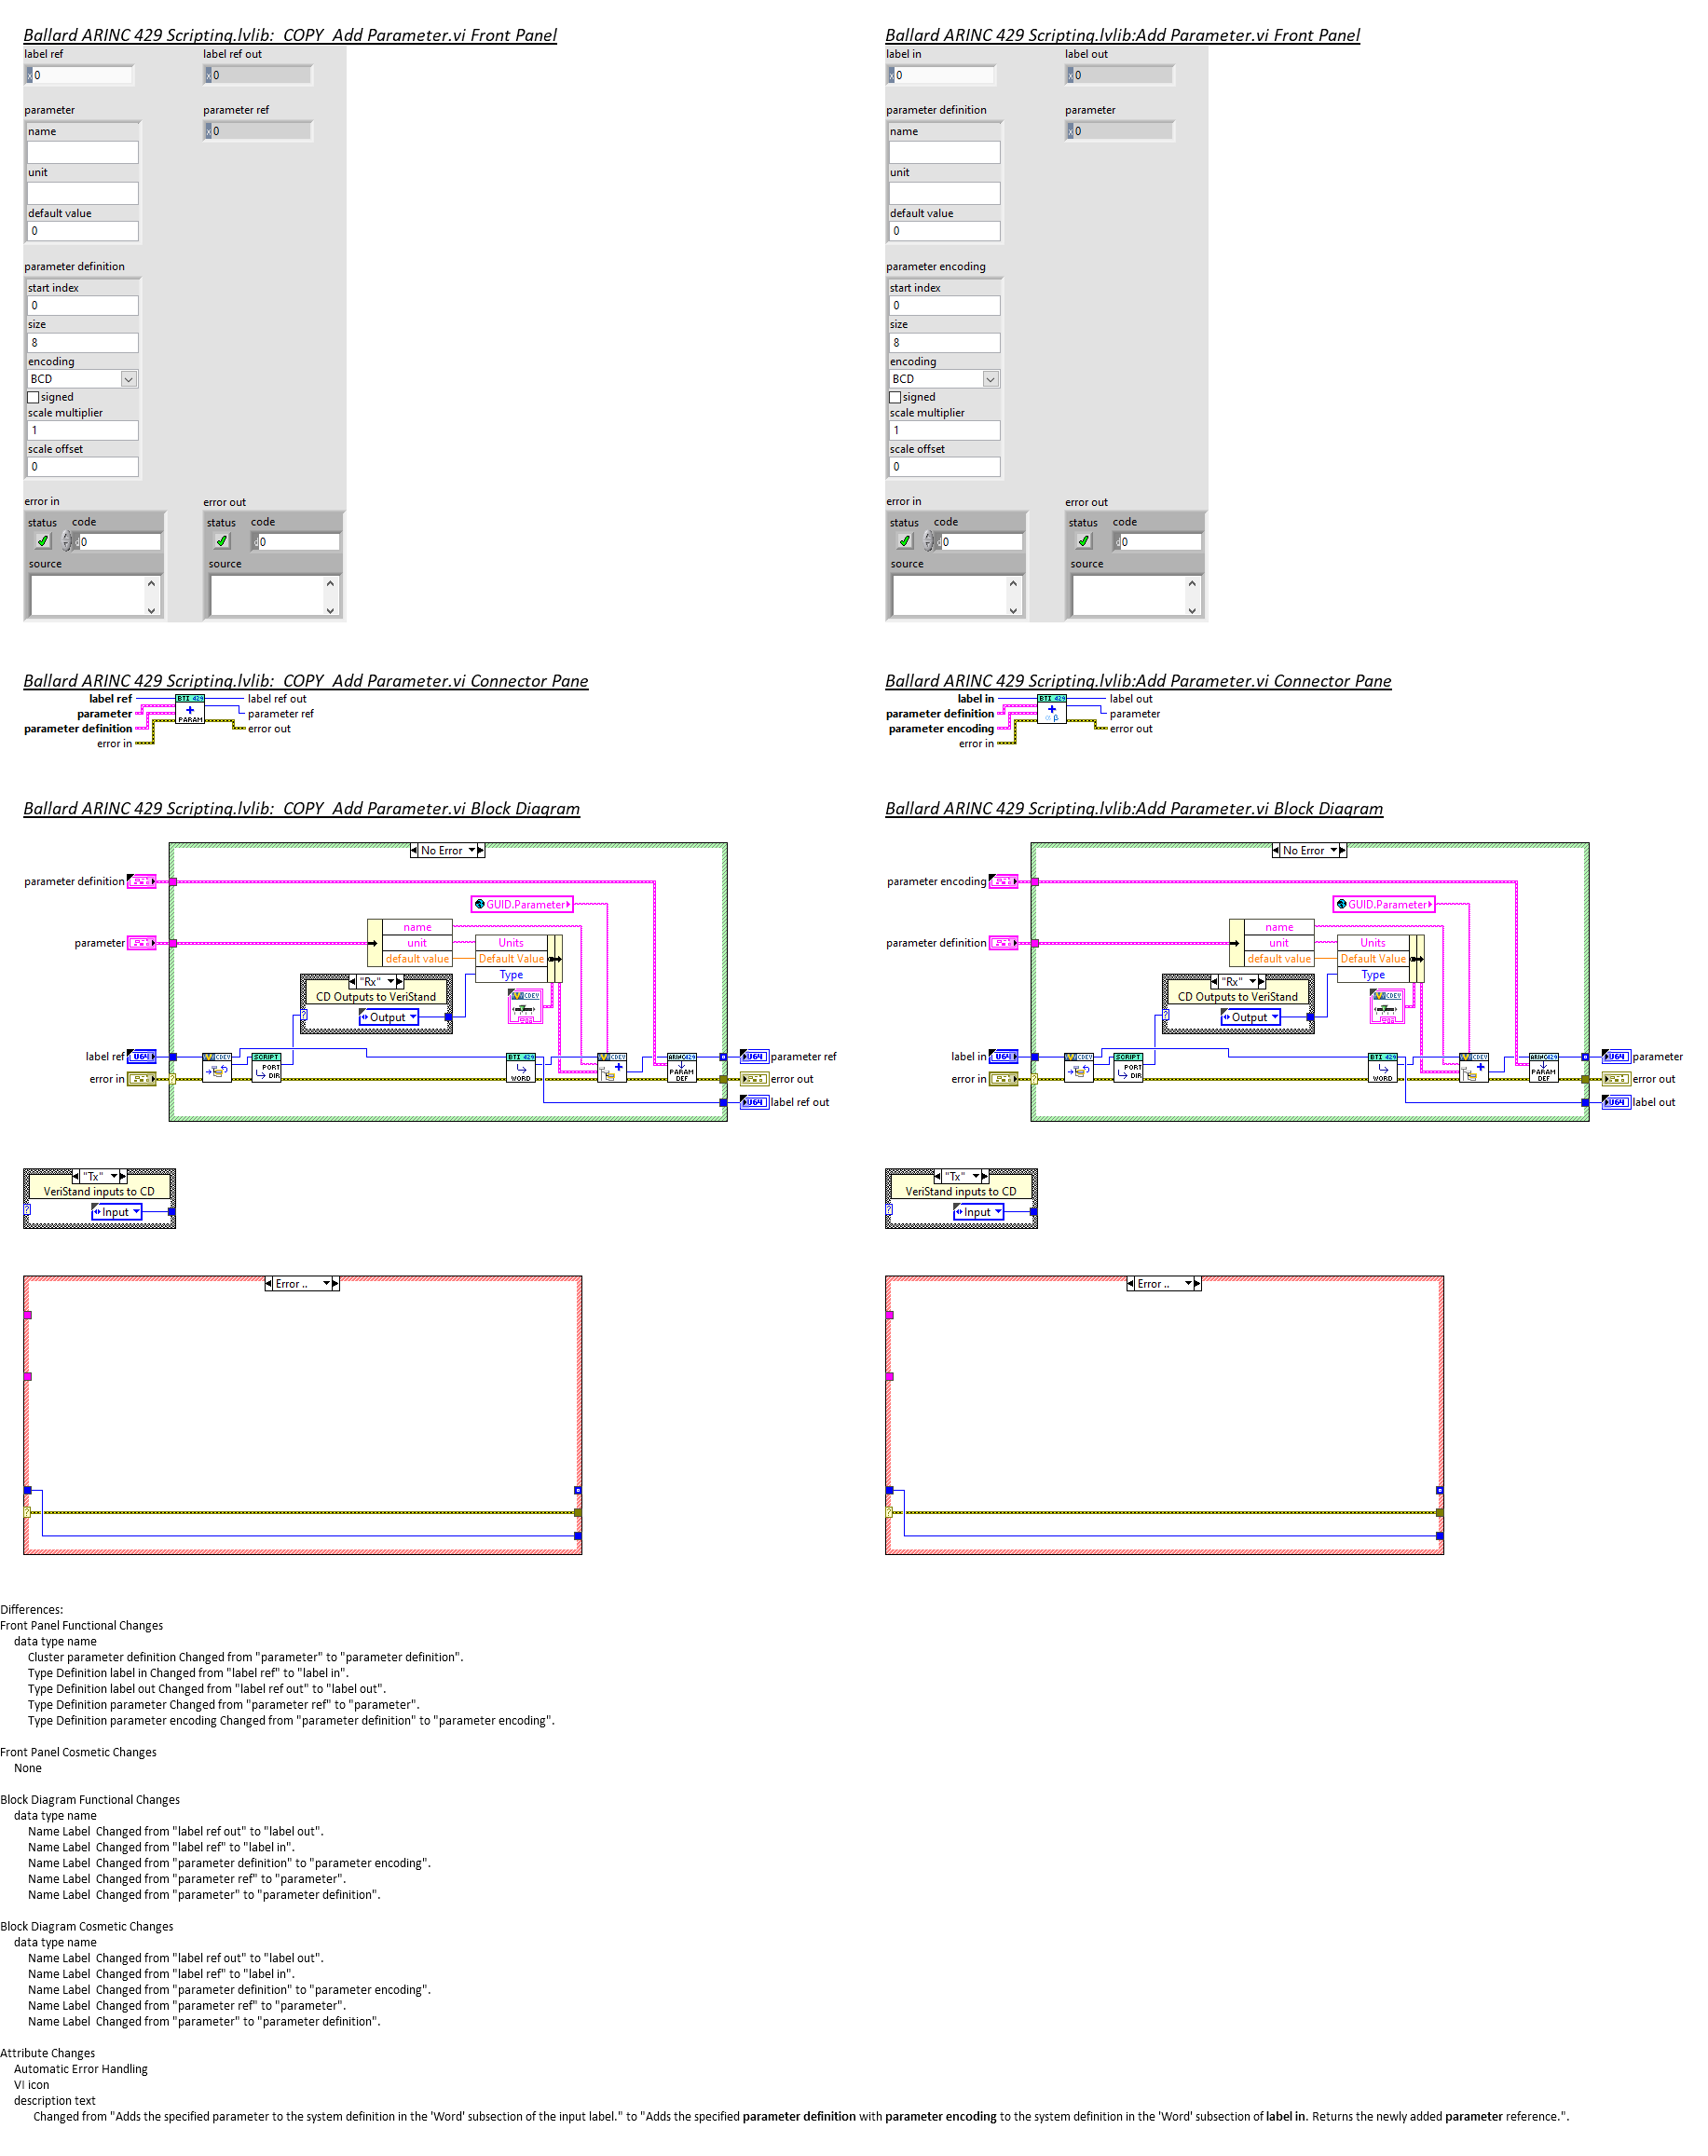 Ballard ARINC 429 Scripting.lvlib:  COPY  Add Parameter.vi Front Panel
label ref
label ref out
x 0
x 0
parameter
parameter ref
name
x 0
unit
default value
0
parameter definition
start index
0
size
8
encoding
BCD
signed
scale multiplier
1
scale offset
0
error in
error out
status code
status code
d 0
d 0
source
source
Ballard ARINC 429 Scripting.lvlib:Add Parameter.vi Front Panel
label in
label out
x 0
x 0
parameter definition
parameter
name
x 0
unit
default value
0
parameter encoding
start index
0
size
8
encoding
BCD
signed
scale multiplier
1
scale offset
0
error in
error out
status code
status code
d 0
d 0
source
source
Ballard ARINC 429 Scripting.lvlib:  COPY  Add Parameter.vi Connector Pane
label ref
BTI 429
label ref out
parameter
+
parameter ref
parameter definition
PARAM
error out
error in
Ballard ARINC 429 Scripting.lvlib:Add Parameter.vi Connector Pane
label in
BTI 429
label out
parameter definition
+
parameter
parameter encoding
α β
error out
error in
Ballard ARINC 429 Scripting.lvlib:  COPY  Add Parameter.vi Block Diagram
No Error
parameter definition
GUID.Parameter
name
parameter
unit
Units
default value
Default Value
"Rx"
Type
CD Outputs to VeriStand
CDEV
Output
label ref
U64
CDEV
SCRIPT
PORT
DIR
BTI 429
WORD
CDEV
+
ARINC429
PARAM
DEF
U64
parameter ref
error in
error out
U64
label ref out
"Tx"
VeriStand inputs to CD
?
Input
Error ..
?
Ballard ARINC 429 Scripting.lvlib:Add Parameter.vi Block Diagram
No Error
parameter encoding
GUID.Parameter
name
parameter definition
unit
Units
default value
Default Value
"Rx"
Type
CD Outputs to VeriStand
CDEV
Output
label in
U64
CDEV
SCRIPT
PORT
DIR
BTI 429
WORD
CDEV
+
ARINC429
PARAM
DEF
U64
parameter
error in
error out
U64
label out
"Tx"
VeriStand inputs to CD
?
Input
Error ..
?
Differences:
Front Panel Functional Changes
data type name
Cluster parameter definition Changed from "parameter" to "parameter definition".
Type Definition label in Changed from "label ref" to "label in".
Type Definition label out Changed from "label ref out" to "label out".
Type Definition parameter Changed from "parameter ref" to "parameter".
Type Definition parameter encoding Changed from "parameter definition" to "parameter encoding".
Front Panel Cosmetic Changes
None
Block Diagram Functional Changes
data type name
Name Label  Changed from "label ref out" to "label out".
Name Label  Changed from "label ref" to "label in".
Name Label  Changed from "parameter definition" to "parameter encoding".
Name Label  Changed from "parameter ref" to "parameter".
Name Label  Changed from "parameter" to "parameter definition".
Block Diagram Cosmetic Changes
data type name
Name Label  Changed from "label ref out" to "label out".
Name Label  Changed from "label ref" to "label in".
Name Label  Changed from "parameter definition" to "parameter encoding".
Name Label  Changed from "parameter ref" to "parameter".
Name Label  Changed from "parameter" to "parameter definition".
Attribute Changes
Automatic Error Handling
VI icon
description text
Changed from "Adds the specified parameter to the system definition in the 'Word' subsection of the input label." to "Adds the specified parameter definition with parameter encoding to the system definition in the 'Word' subsection of label in. Returns the newly added parameter reference.".